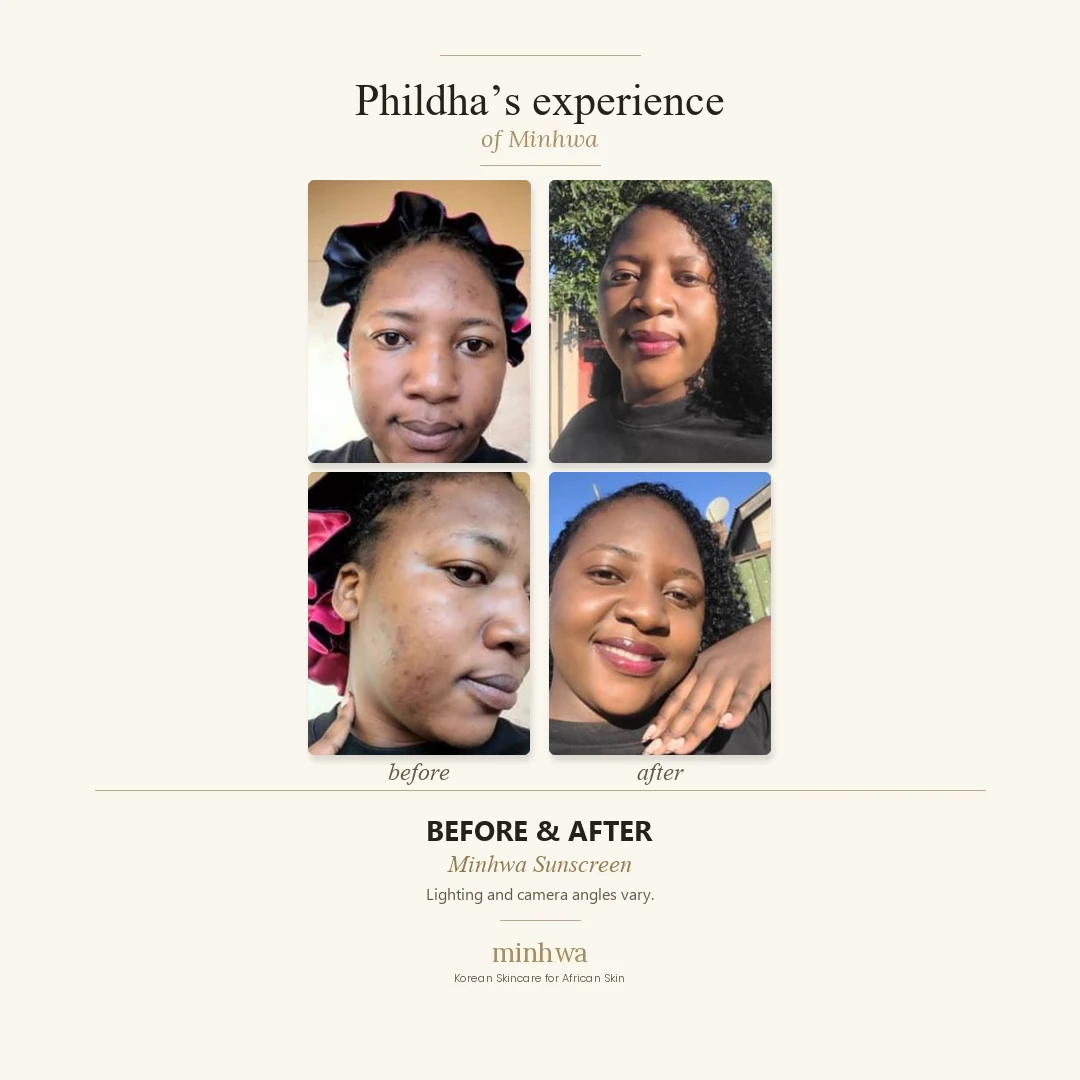 Phildha’s experience
of Minhwa
before
after
BEFORE & AFTER
Minhwa Sunscreen
Lighting and camera angles vary.
minhwa
Korean Skincare for African Skin